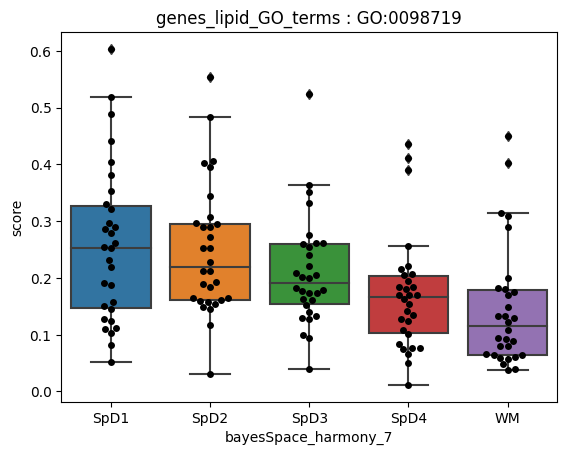 genes_lipid_GO_terms : GO:0098719
score
0.6
0.5
0.4
0.3
0.2
0.1
0.0
SpD1 SpD2 SpD3 SpD4 WM
bayesSpace_harmony_7